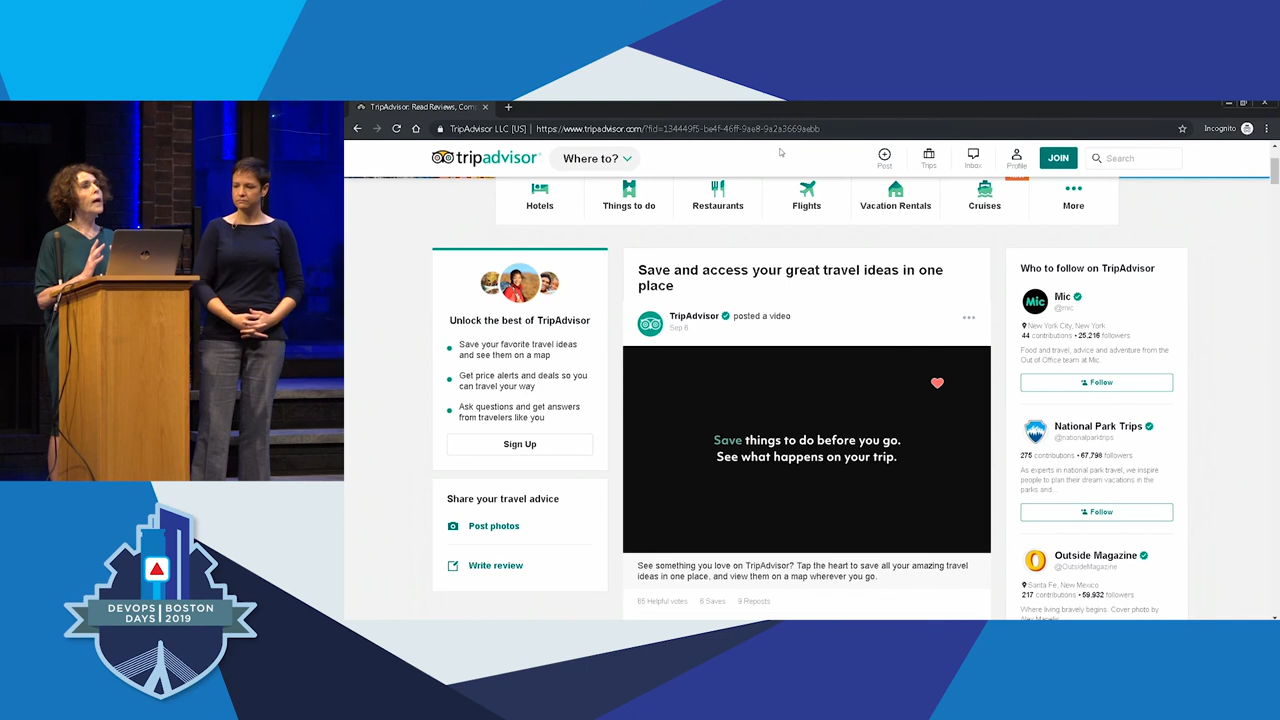 TripAdvisor: Read Reviews, Com
TripAdvisor LLC [US]
https://www.tripadvisor.com/?fid=134449f5-be4f-46ff-9ae8-9a2a3669aebb
Incognito
tripadvisor
Where to?
Post
Trips
Inbox
Profile
JOIN
Search
Hotels
Things to do
Restaurants
Flights
Vacation Rentals
Cruises
More
Unlock the best of TripAdvisor
Save your favorite travel ideas
and see them on a map
Get price alerts and deals so you
can travel your way
Ask questions and get answers
from travelers like you
Sign Up
Share your travel advice
Post photos
Write review
Save and access your great travel ideas in one
place
TripAdvisor posted a video
Sep 6
Save things to do before you go.
See what happens on your trip.
See something you love on TripAdvisor? Tap the heart to save all your amazing travel
ideas in one place, and view them on a map wherever you go.
65 Helpful votes 6 Saves 9 Reposts
Who to follow on TripAdvisor
Mic
Mic
@mic
New York City, New York
44 contributions • 25,216 followers
Food and travel, advice and adventure from the
Out of Office team at Mic.
Follow
National Park Trips
@nationalparktrips
275 contributions • 67,798 followers
As experts in national park travel, we inspire
people to plan their dream vacations in the
parks and...
Follow
Outside Magazine
@OutsideMagazine
Santa Fe, New Mexico
217 contributions • 59,932 followers
Where living bravely begins. Cover photo by
DEVOPS BOSTON
DAYS 2019